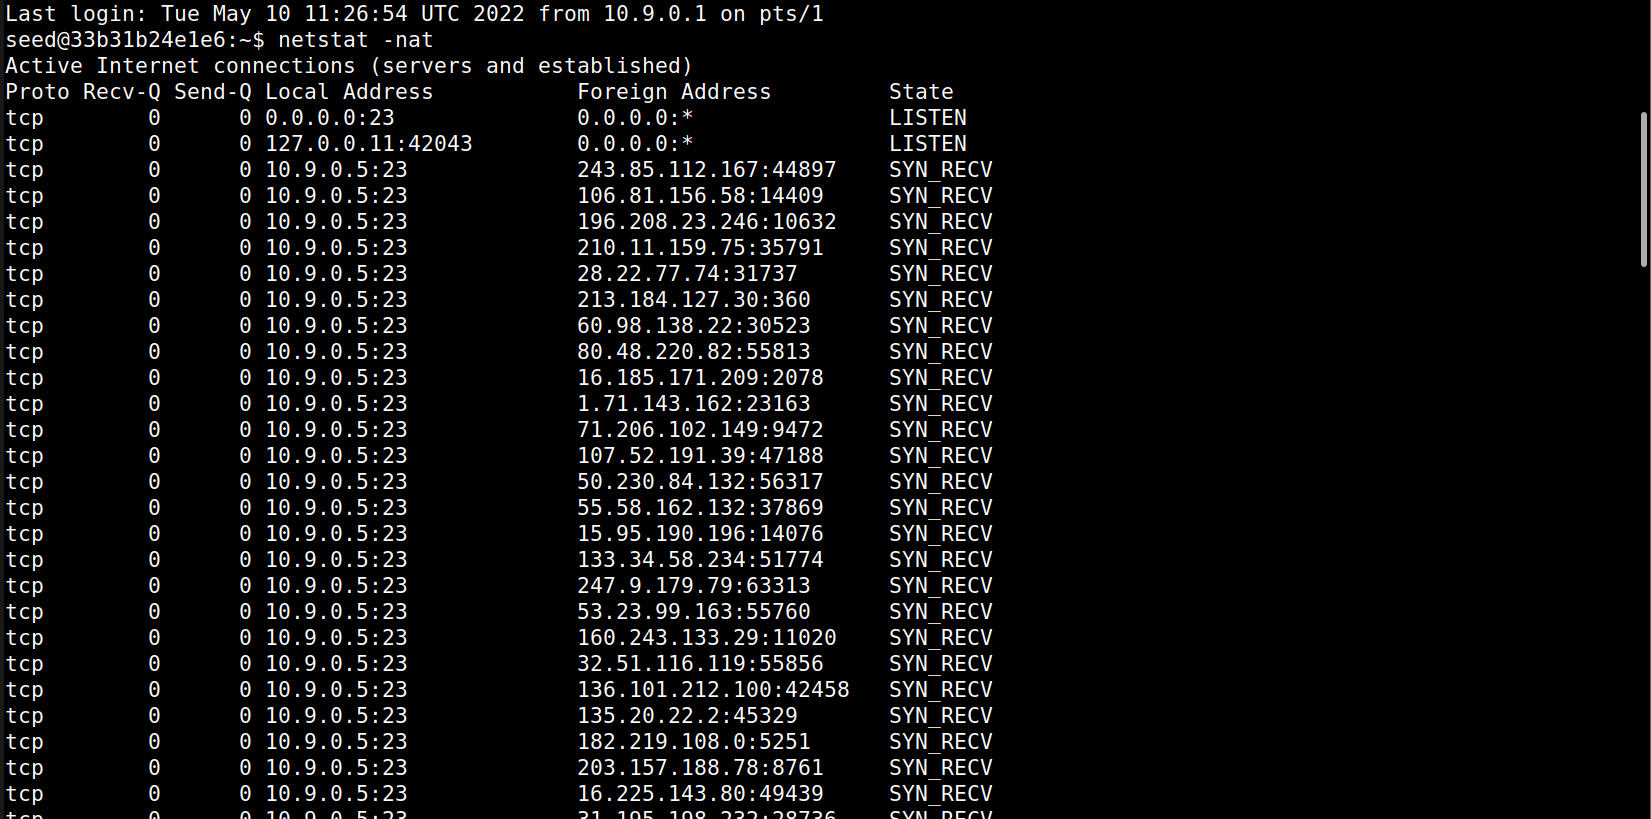 Last login: Tue May 10 11:26:54 UTC 2022 from 10.9.0.1 on pts/1
seed@33b31b24e1e6:~$ netstat -nat
Active Internet connections (servers and established)
Proto Recv-Q Send-Q Local Address           Foreign Address         State
tcp        0      0 0.0.0.0:23              0.0.0.0:*               LISTEN
tcp        0      0 127.0.0.11:42043        0.0.0.0:*               LISTEN
tcp        0      0 10.9.0.5:23             243.85.112.167:44897    SYN_RECV
tcp        0      0 10.9.0.5:23             106.81.156.58:14409     SYN_RECV
tcp        0      0 10.9.0.5:23             196.208.23.246:10632    SYN_RECV
tcp        0      0 10.9.0.5:23             210.11.159.75:35791     SYN_RECV
tcp        0      0 10.9.0.5:23             28.22.77.74:31737       SYN_RECV
tcp        0      0 10.9.0.5:23             213.184.127.30:360      SYN_RECV
tcp        0      0 10.9.0.5:23             60.98.138.22:30523      SYN_RECV
tcp        0      0 10.9.0.5:23             80.48.220.82:55813      SYN_RECV
tcp        0      0 10.9.0.5:23             16.185.171.209:2078     SYN_RECV
tcp        0      0 10.9.0.5:23             1.71.143.162:23163      SYN_RECV
tcp        0      0 10.9.0.5:23             71.206.102.149:9472     SYN_RECV
tcp        0      0 10.9.0.5:23             107.52.191.39:47188     SYN_RECV
tcp        0      0 10.9.0.5:23             50.230.84.132:56317     SYN_RECV
tcp        0      0 10.9.0.5:23             55.58.162.132:37869     SYN_RECV
tcp        0      0 10.9.0.5:23             15.95.190.196:14076     SYN_RECV
tcp        0      0 10.9.0.5:23             133.34.58.234:51774     SYN_RECV
tcp        0      0 10.9.0.5:23             247.9.179.79:63313      SYN_RECV
tcp        0      0 10.9.0.5:23             53.23.99.163:55760      SYN_RECV
tcp        0      0 10.9.0.5:23             160.243.133.29:11020    SYN_RECV
tcp        0      0 10.9.0.5:23             32.51.116.119:55856     SYN_RECV
tcp        0      0 10.9.0.5:23             136.101.212.100:42458   SYN_RECV
tcp        0      0 10.9.0.5:23             135.20.22.2:45329       SYN_RECV
tcp        0      0 10.9.0.5:23             182.219.108.0:5251      SYN_RECV
tcp        0      0 10.9.0.5:23             203.157.188.78:8761     SYN_RECV
tcp        0      0 10.9.0.5:23             16.225.143.80:49439     SYN_RECV
tcp        0      0 10.9.0.5:23             SYN_RECV